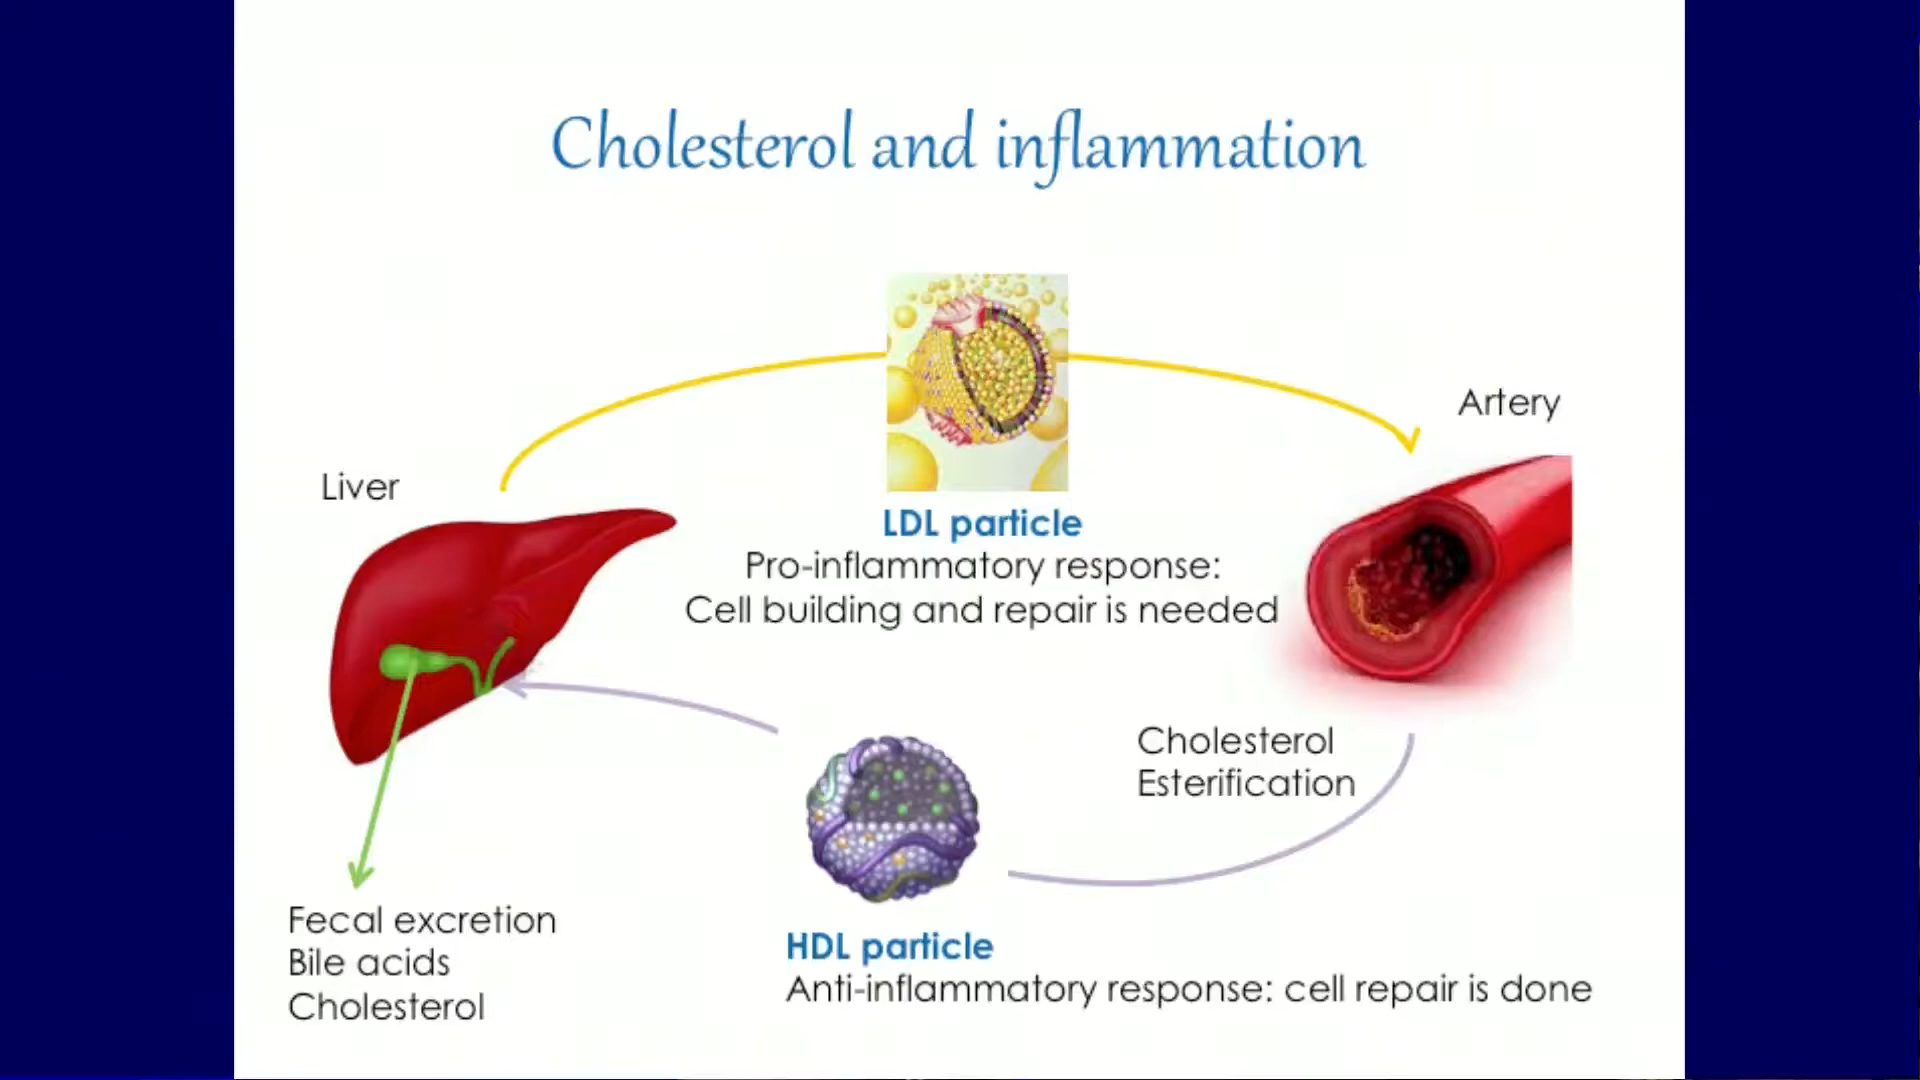 Cholesterol and inflammation
Artery
Liver
LDL particle
Pro-inflammatory response:
Cell building and repair is needed
Cholesterol
Esterification
Fecal excretion
Bile acids
Cholesterol
HDL particle
Anti-inflammatory response: cell repair is done